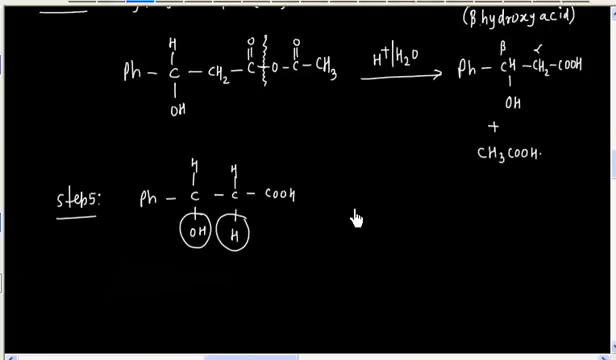 (β hydroxy acid)
H O O
Ph - C - CH₂ - C - O - C - CH₃ H⁺/H₂O
OH
β α
Ph - CH - CH₂ - COOH
OH
+
CH₃COOH.
Step5:
H H
Ph - C - C - COOH
OH H